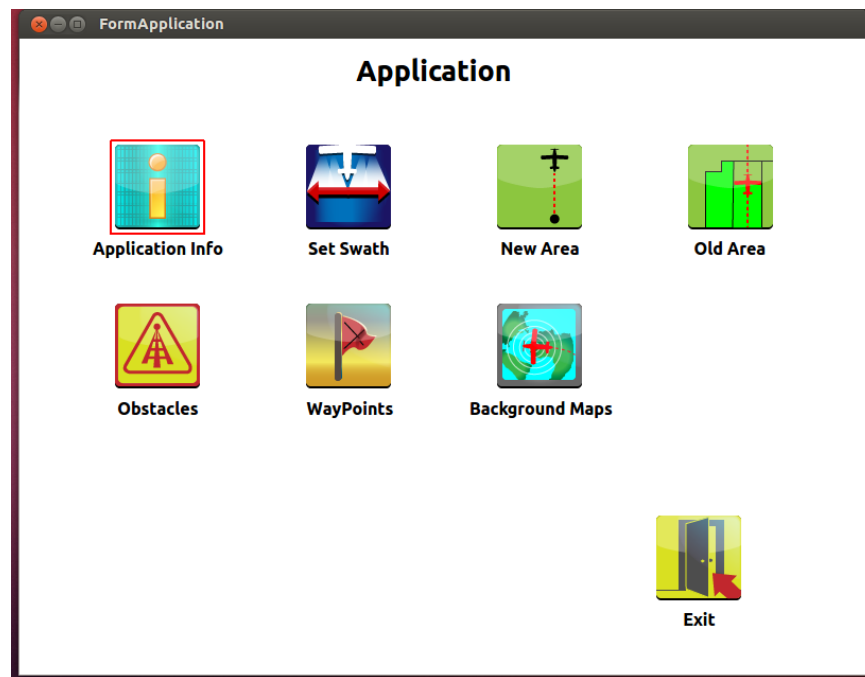 FormApplication
Application
Application Info
Set Swath
New Area
Old Area
Obstacles
WayPoints
Background Maps
Exit